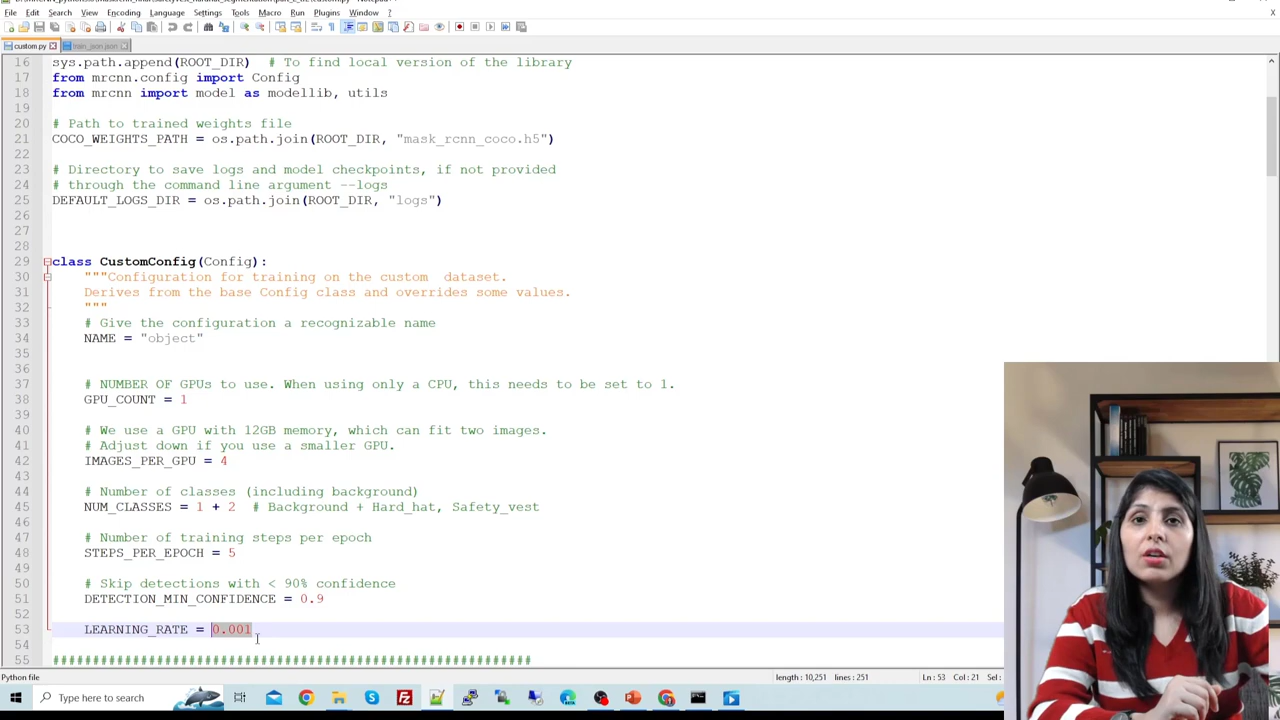 File Edit Search View Encoding Language Settings Tools Macro Run Plugins Window ?
custom.py train_json.json
16 sys.path.append(ROOT_DIR)  # To find local version of the library
17 from mrcnn.config import Config
18 from mrcnn import model as modellib, utils
19
20 # Path to trained weights file
21 COCO_WEIGHTS_PATH = os.path.join(ROOT_DIR, "mask_rcnn_coco.h5")
22
23 # Directory to save logs and model checkpoints, if not provided
24 # through the command line argument --logs
25 DEFAULT_LOGS_DIR = os.path.join(ROOT_DIR, "logs")
26
27
28
29 class CustomConfig(Config):
30     """Configuration for training on the custom  dataset.
31     Derives from the base Config class and overrides some values.
32     """
33     # Give the configuration a recognizable name
34     NAME = "object"
35
36
37     # NUMBER OF GPUs to use. When using only a CPU, this needs to be set to 1.
38     GPU_COUNT = 1
39
40     # We use a GPU with 12GB memory, which can fit two images.
41     # Adjust down if you use a smaller GPU.
42     IMAGES_PER_GPU = 4
43
44     # Number of classes (including background)
45     NUM_CLASSES = 1 + 2  # Background + Hard_hat, Safety_vest
46
47     # Number of training steps per epoch
48     STEPS_PER_EPOCH = 5
49
50     # Skip detections with < 90% confidence
51     DETECTION_MIN_CONFIDENCE = 0.9
52
53     LEARNING_RATE = 0.001
54
55 ############################################################
Python file length : 10,251 lines : 251 Ln : 53 Col : 21 Sel :
Type here to search